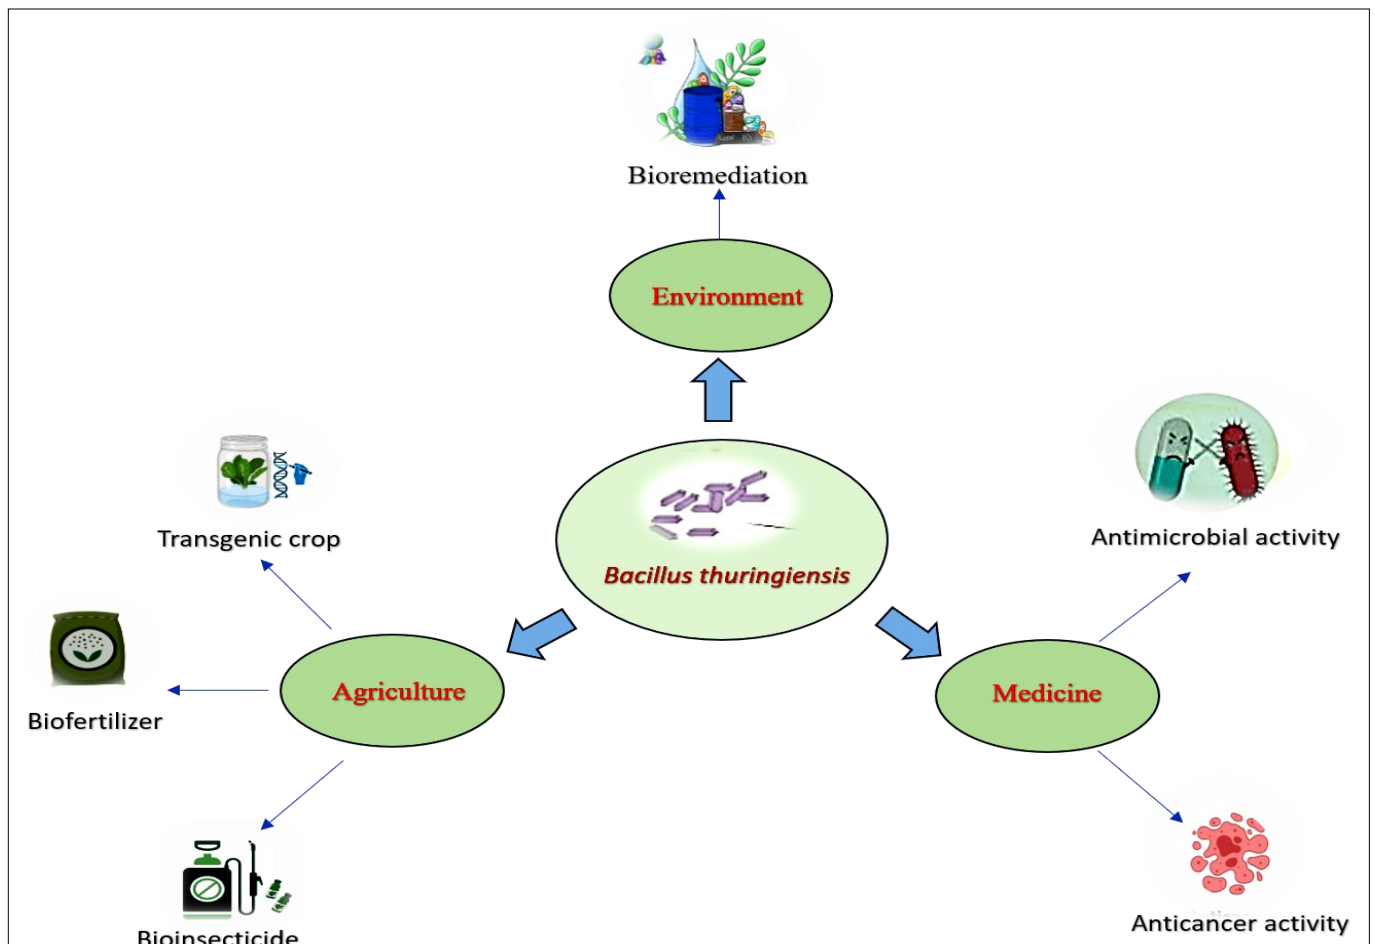 Bioremediation
Environment
Bacillus thuringiensis
Transgenic crop
Antimicrobial activity
Biofertilizer
Agriculture
Medicine
Bioinsecticide
Anticancer activity